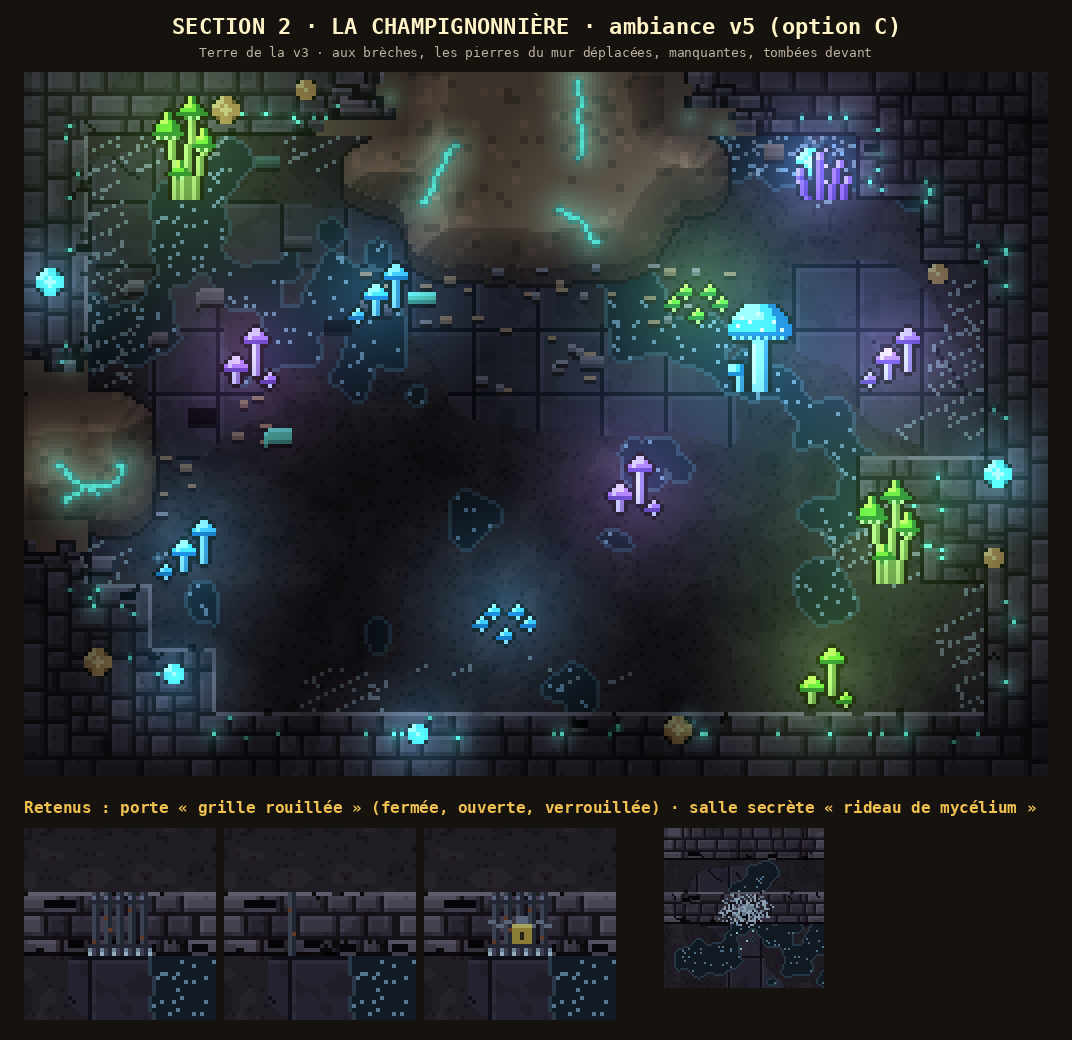 SECTION 2 · LA CHAMPIGNONNIÈRE · ambiance v5 (option C)
Terre de la v3 · aux brèches, les pierres du mur déplacées, manquantes, tombées devant
Retenus : porte « grille rouillée » (fermée, ouverte, verrouillée) · salle secrète « rideau de mycélium »